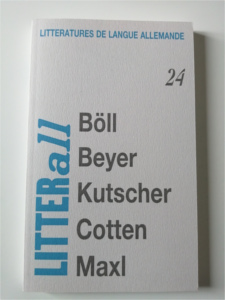 LITTERATURES DE LANGUE ALLEMANDE
24
LITTERall
Böll
Beyer
Kutscher
Cotten
Maxl